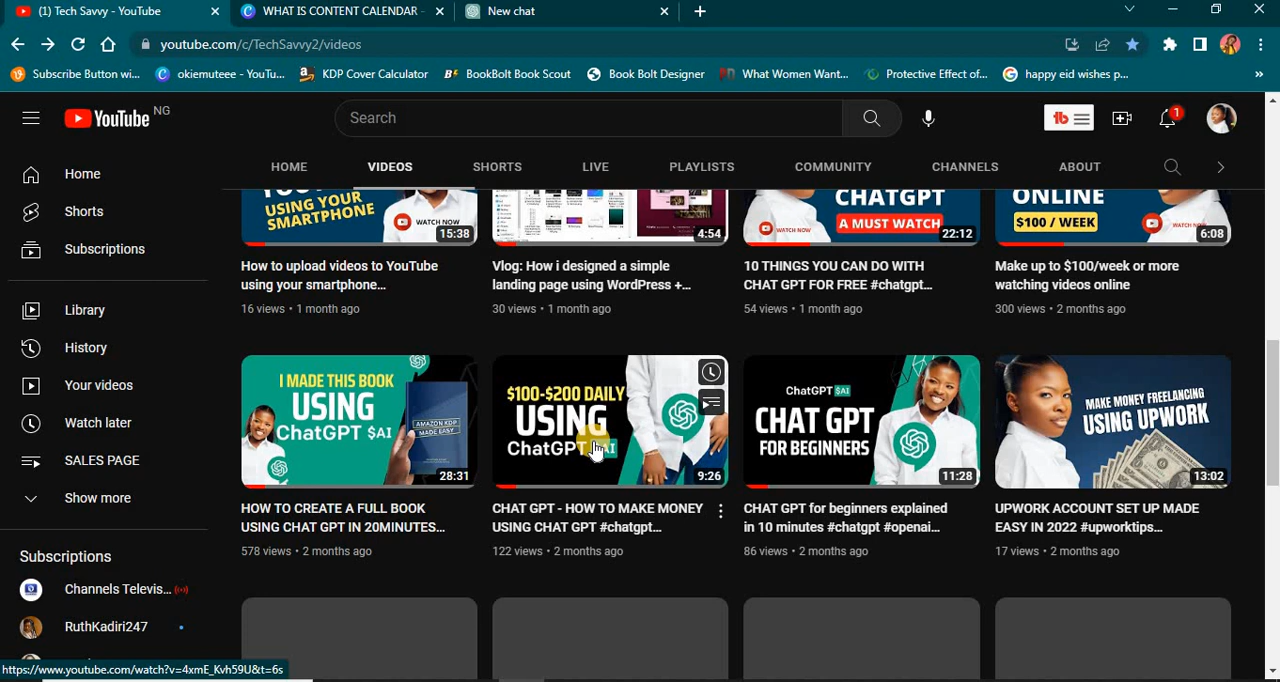 (1) Tech Savvy - YouTube
WHAT IS CONTENT CALENDAR -
New chat
youtube.com/c/TechSavvy2/videos
Subscribe Button wi...
okiemuteee - YouTu...
KDP Cover Calculator
BookBolt Book Scout
Book Bolt Designer
What Women Want...
Protective Effect of...
happy eid wishes p...
»
YouTube NG
Search
1
Home
Shorts
Subscriptions
Library
History
Your videos
Watch later
SALES PAGE
Show more
Subscriptions
Channels Televis...
RuthKadiri247
HOME
VIDEOS
SHORTS
LIVE
PLAYLISTS
COMMUNITY
CHANNELS
ABOUT
USING YOUR
SMARTPHONE
WATCH NOW
15:38
4:54
CHATGPT
A MUST WATCH
WATCH NOW
22:12
ONLINE
$100 / WEEK
WATCH NOW
6:08
How to upload videos to YouTube
using your smartphone...
16 views • 1 month ago
Vlog: How i designed a simple
landing page using WordPress +...
30 views • 1 month ago
10 THINGS YOU CAN DO WITH
CHAT GPT FOR FREE #chatgpt...
54 views • 1 month ago
Make up to $100/week or more
watching videos online
300 views • 2 months ago
I MADE THIS BOOK
USING
ChatGPT $AI
AMAZON KDP
MADE EASY
28:31
$100-$200 DAILY
USING
ChatGPT
9:26
ChatGPT $AI
CHAT GPT
FOR BEGINNERS
11:28
MAKE MONEY FREELANCING
USING UPWORK
13:02
HOW TO CREATE A FULL BOOK
USING CHAT GPT IN 20MINUTES...
578 views • 2 months ago
CHAT GPT - HOW TO MAKE MONEY
USING CHAT GPT #chatgpt...
122 views • 2 months ago
CHAT GPT for beginners explained
in 10 minutes #chatgpt #openai...
86 views • 2 months ago
UPWORK ACCOUNT SET UP MADE
EASY IN 2022 #upworktips...
17 views • 2 months ago
https://www.youtube.com/watch?v=4xmE_Kvh59U&t=6s